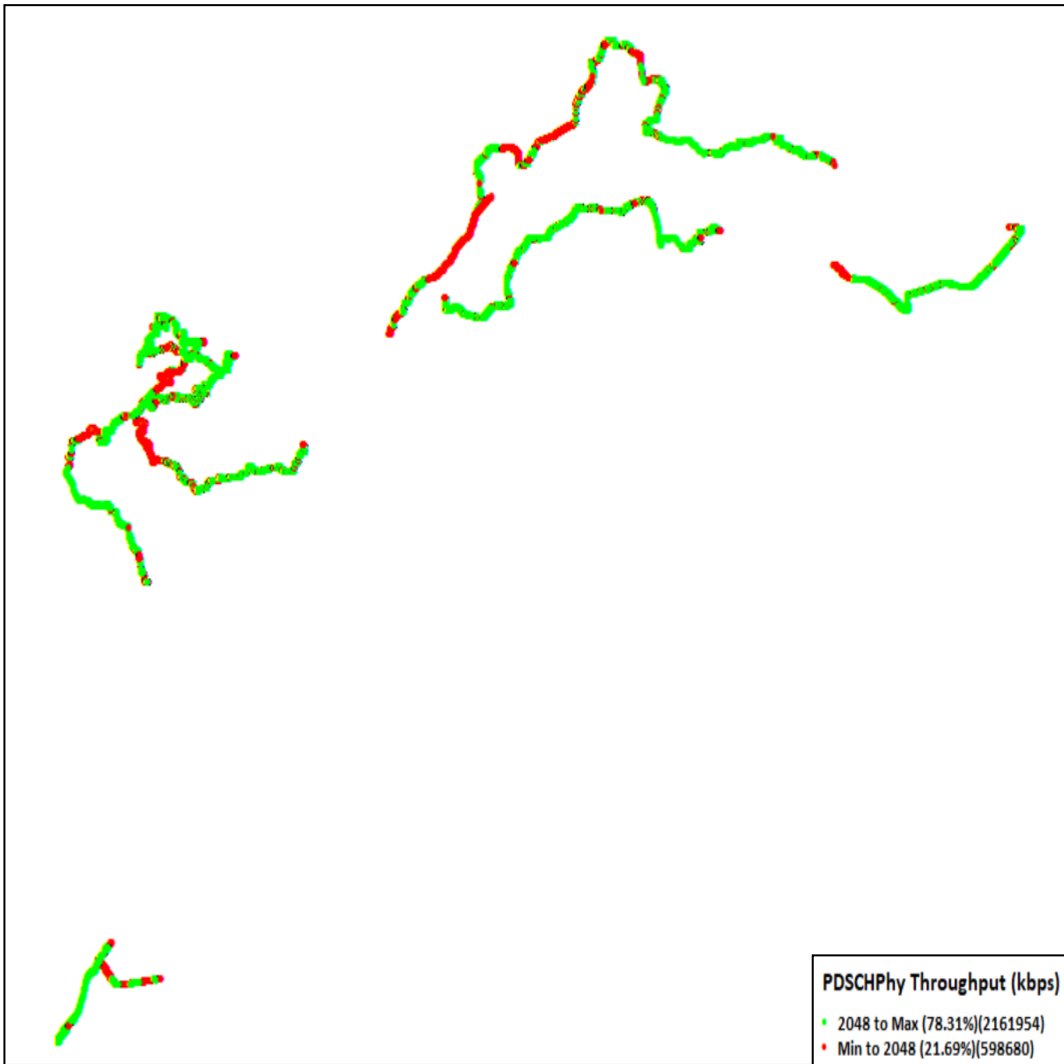 PDSCHPhy Throughput (kbps)
2048 to Max (78.31%)(2161954)
Min to 2048 (21.69%)(598680)